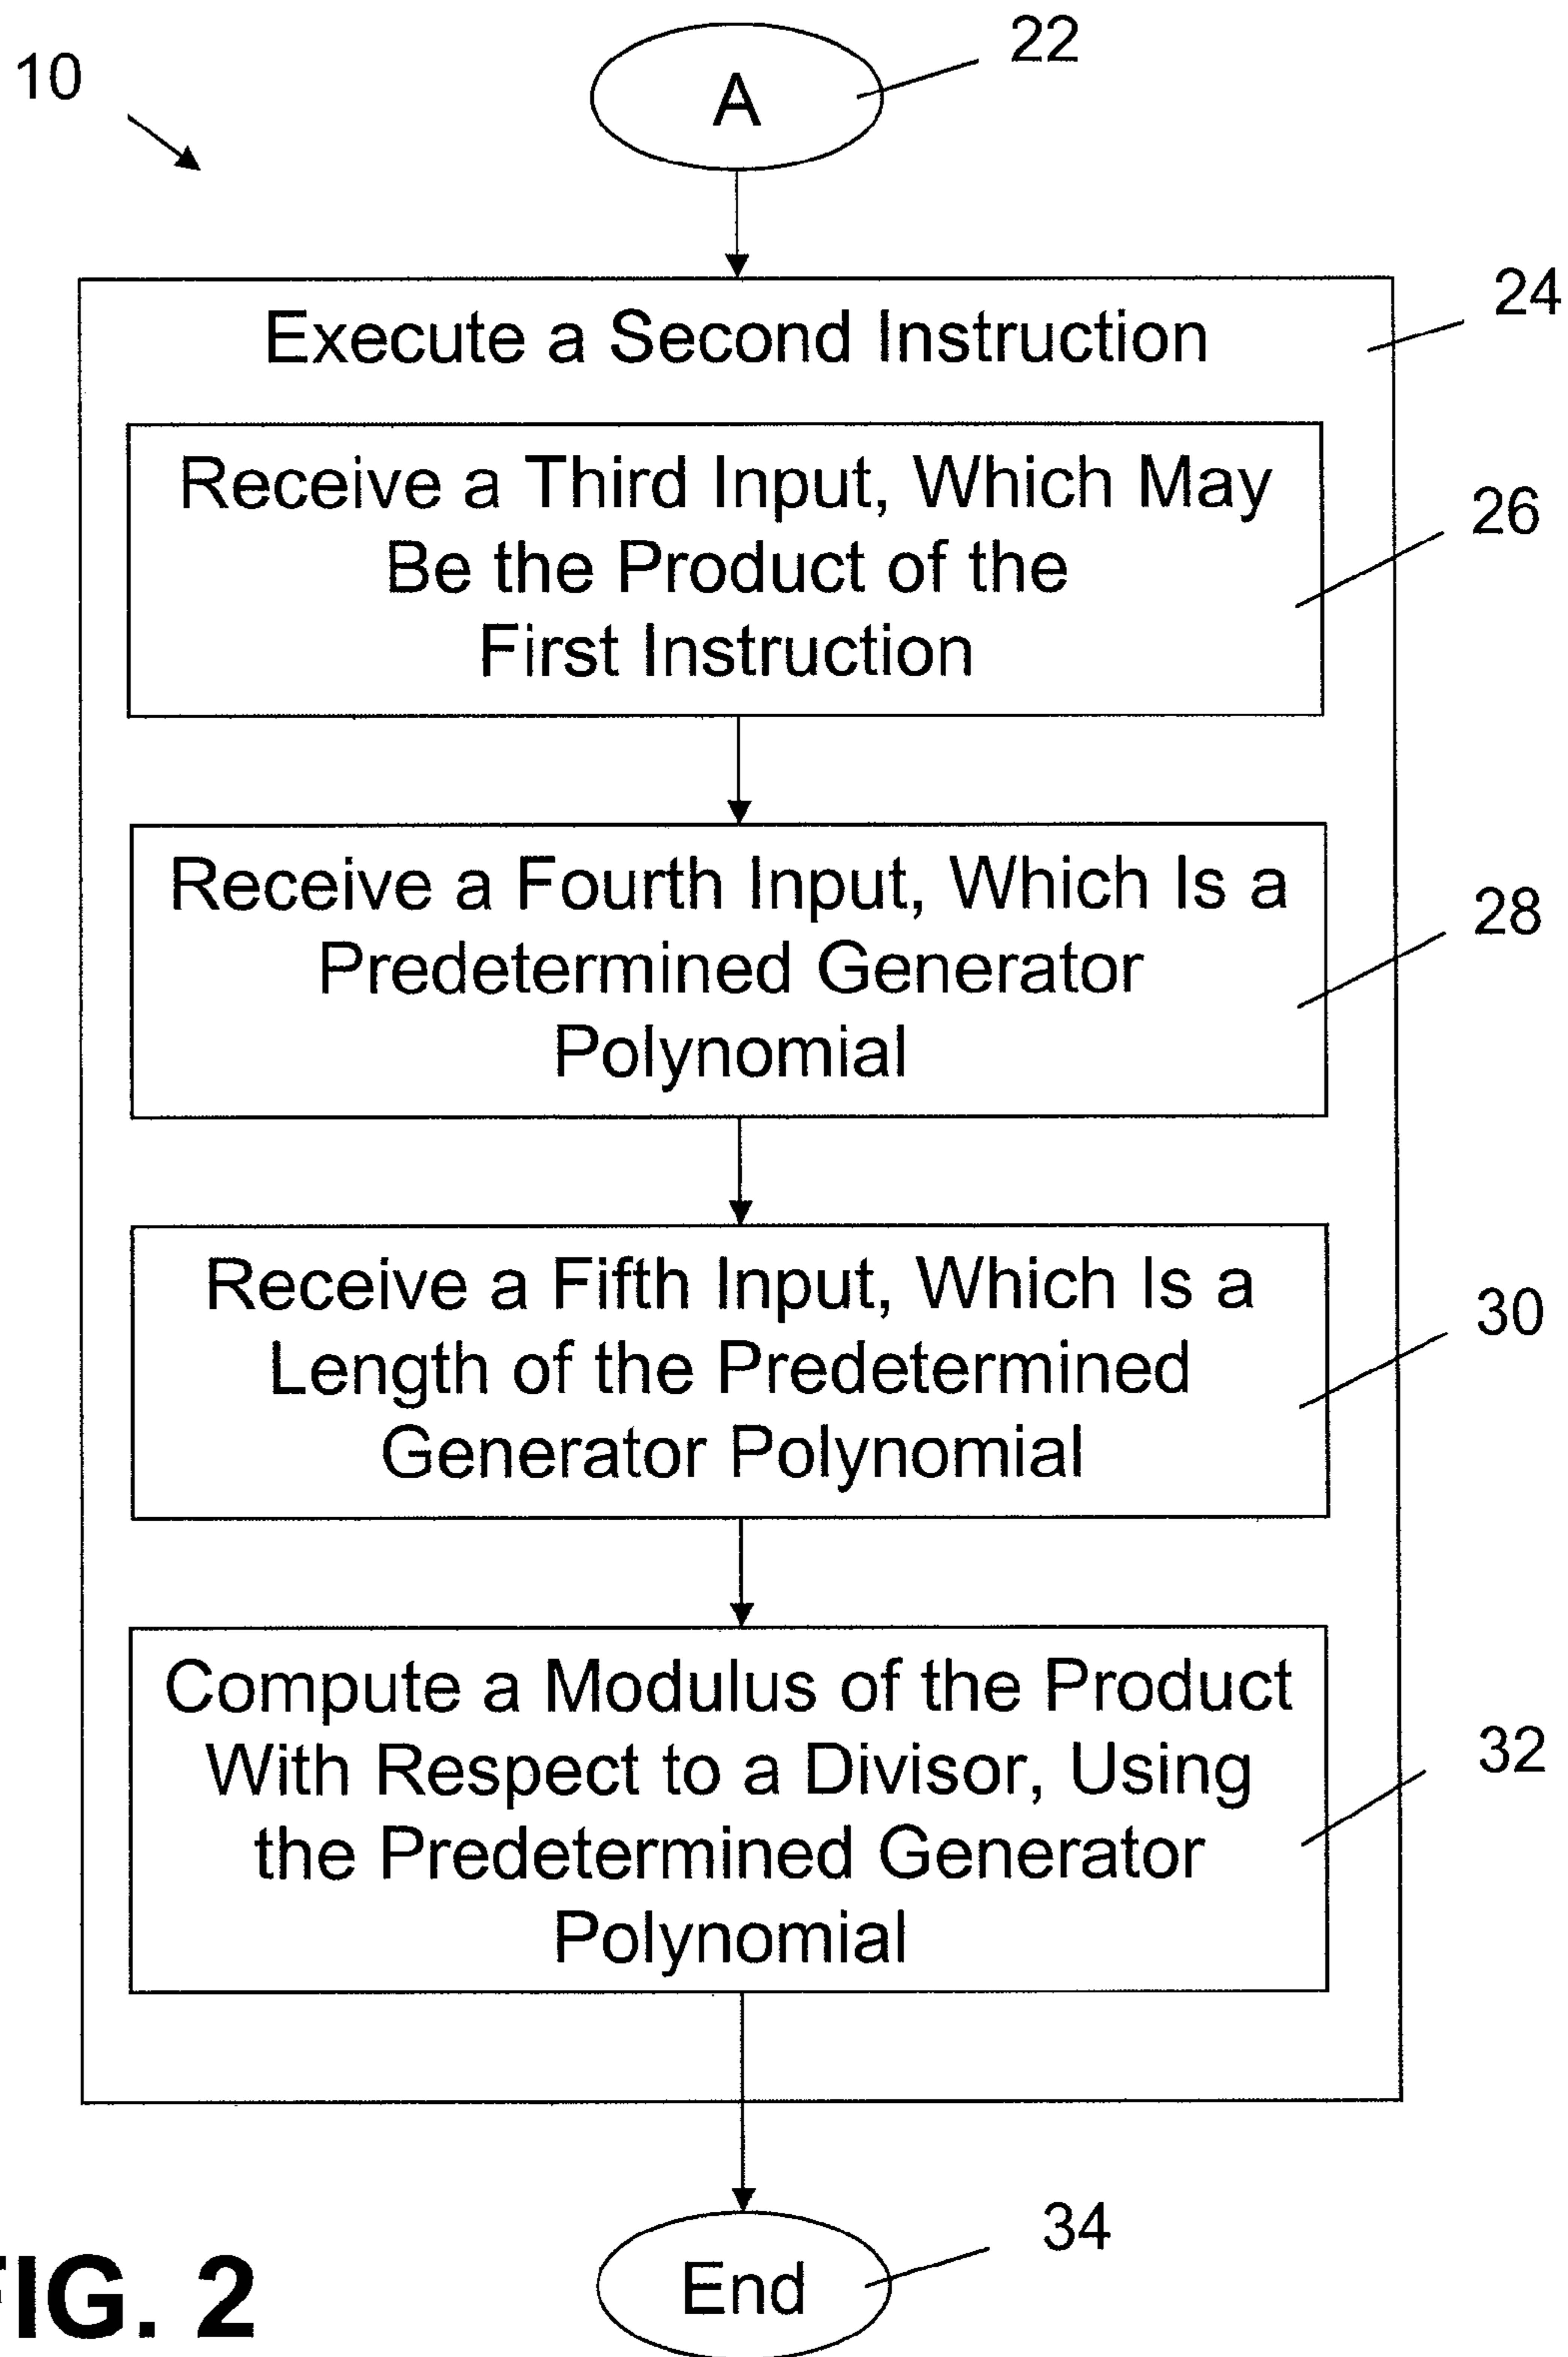 10
A
22
Execute a Second Instruction
24
Receive a Third Input, Which May
Be the Product of the
First Instruction
26
Receive a Fourth Input, Which Is a
Predetermined Generator
Polynomial
28
Receive a Fifth Input, Which Is a
Length of the Predetermined
Generator Polynomial
30
Compute a Modulus of the Product
With Respect to a Divisor, Using
the Predetermined Generator
Polynomial
32
End
34
FIG. 2